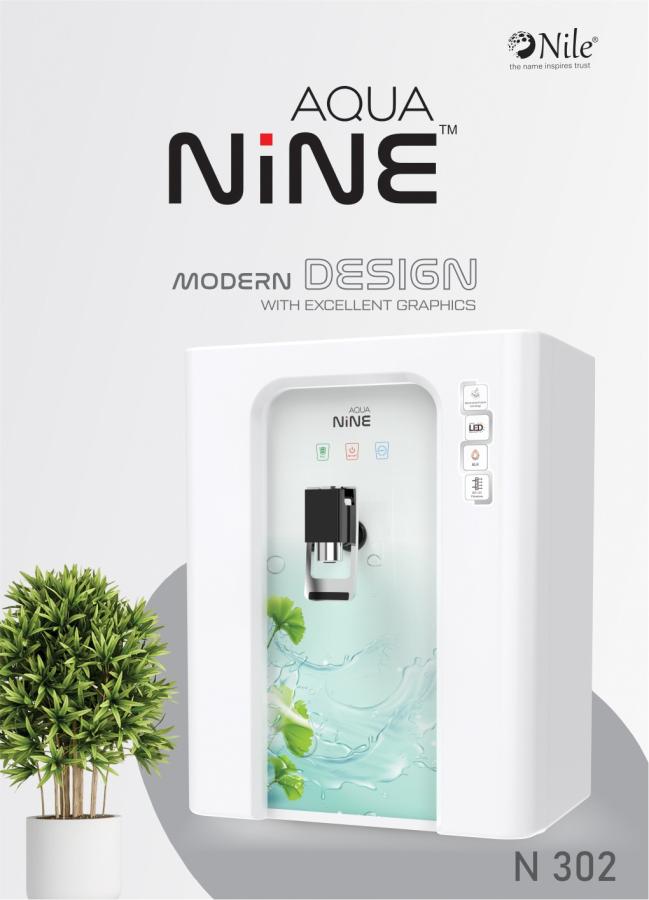 Nile®
the name inspires trust
AQUA
NiNE™
MODERN DESIGN
WITH EXCELLENT GRAPHICS
AQUA
NiNE
LED
N 302